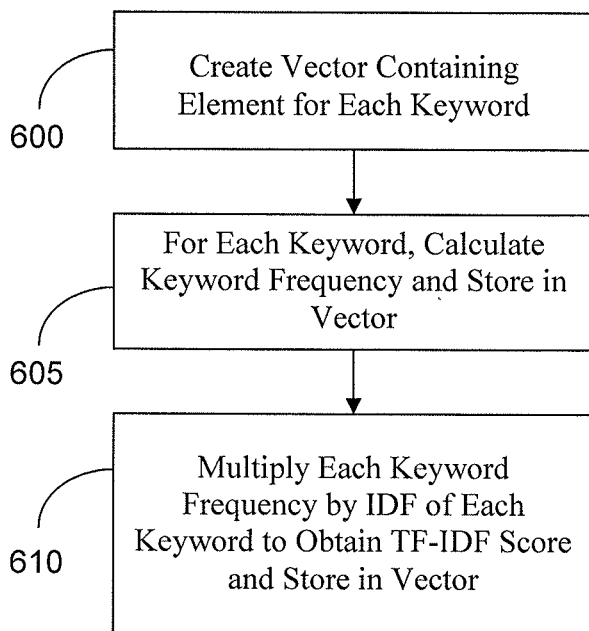 Create Vector Containing
Element for Each Keyword
600
For Each Keyword, Calculate
Keyword Frequency and Store in
Vector
605
Multiply Each Keyword
Frequency by IDF of Each
Keyword to Obtain TF-IDF Score
and Store in Vector
610